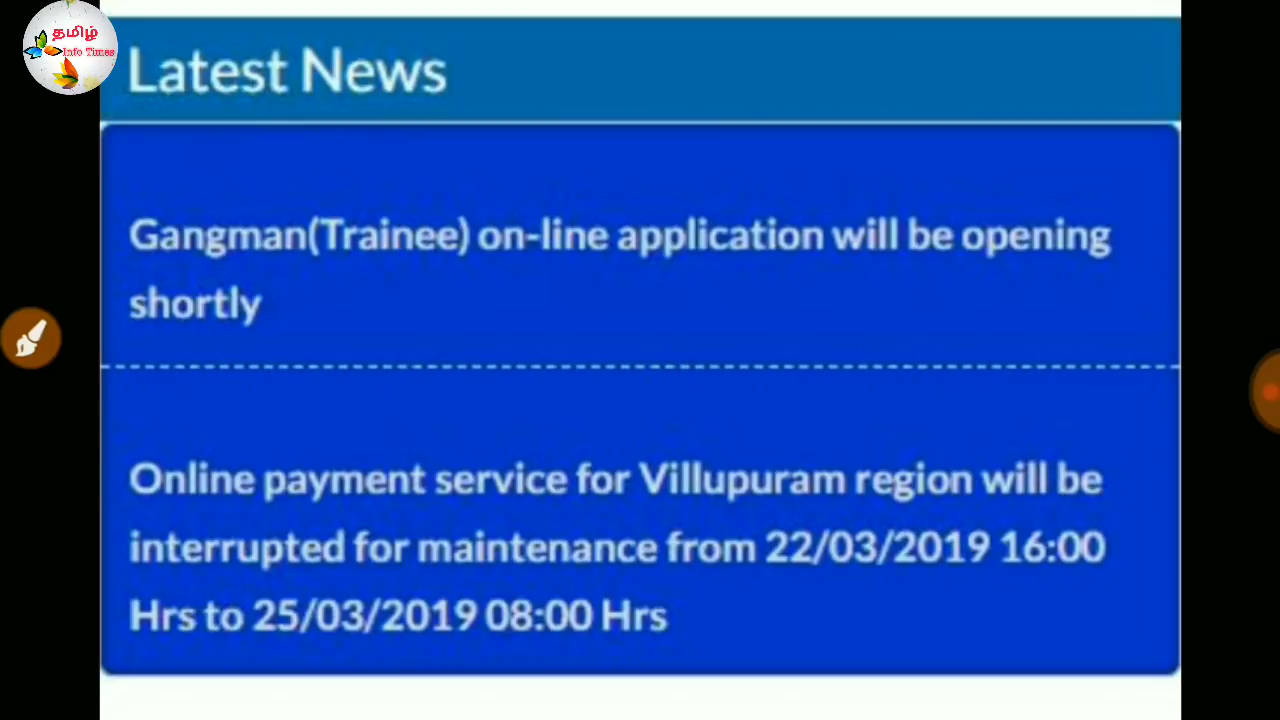 தமிழ்
Info Times
Latest News
Gangman(Trainee) on-line application will be opening
shortly
Online payment service for Villupuram region will be
interrupted for maintenance from 22/03/2019 16:00
Hrs to 25/03/2019 08:00 Hrs